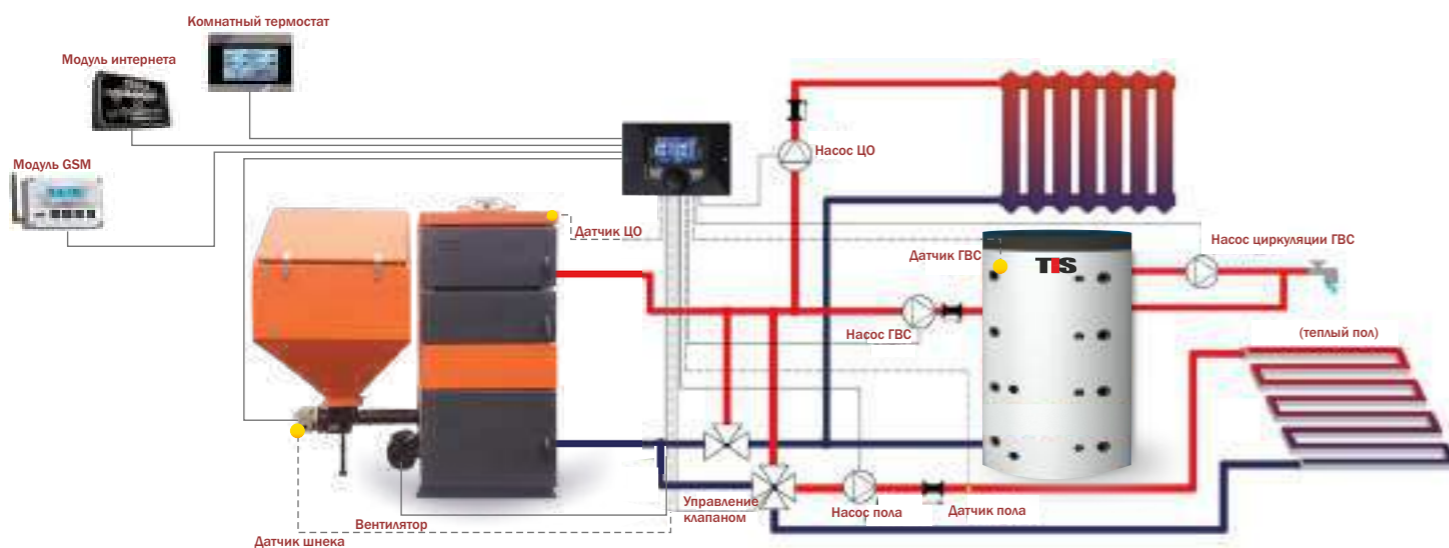 Комнатный термостат
Модуль интернета
Модуль GSM
Насос ЦО
Датчик ЦО
Датчик ГВС
Насос циркуляции ГВС
TIS
Насос ГВС
(теплый пол)
Управление
клапаном
Насос пола
Датчик пола
Вентилятор
Датчик шнека